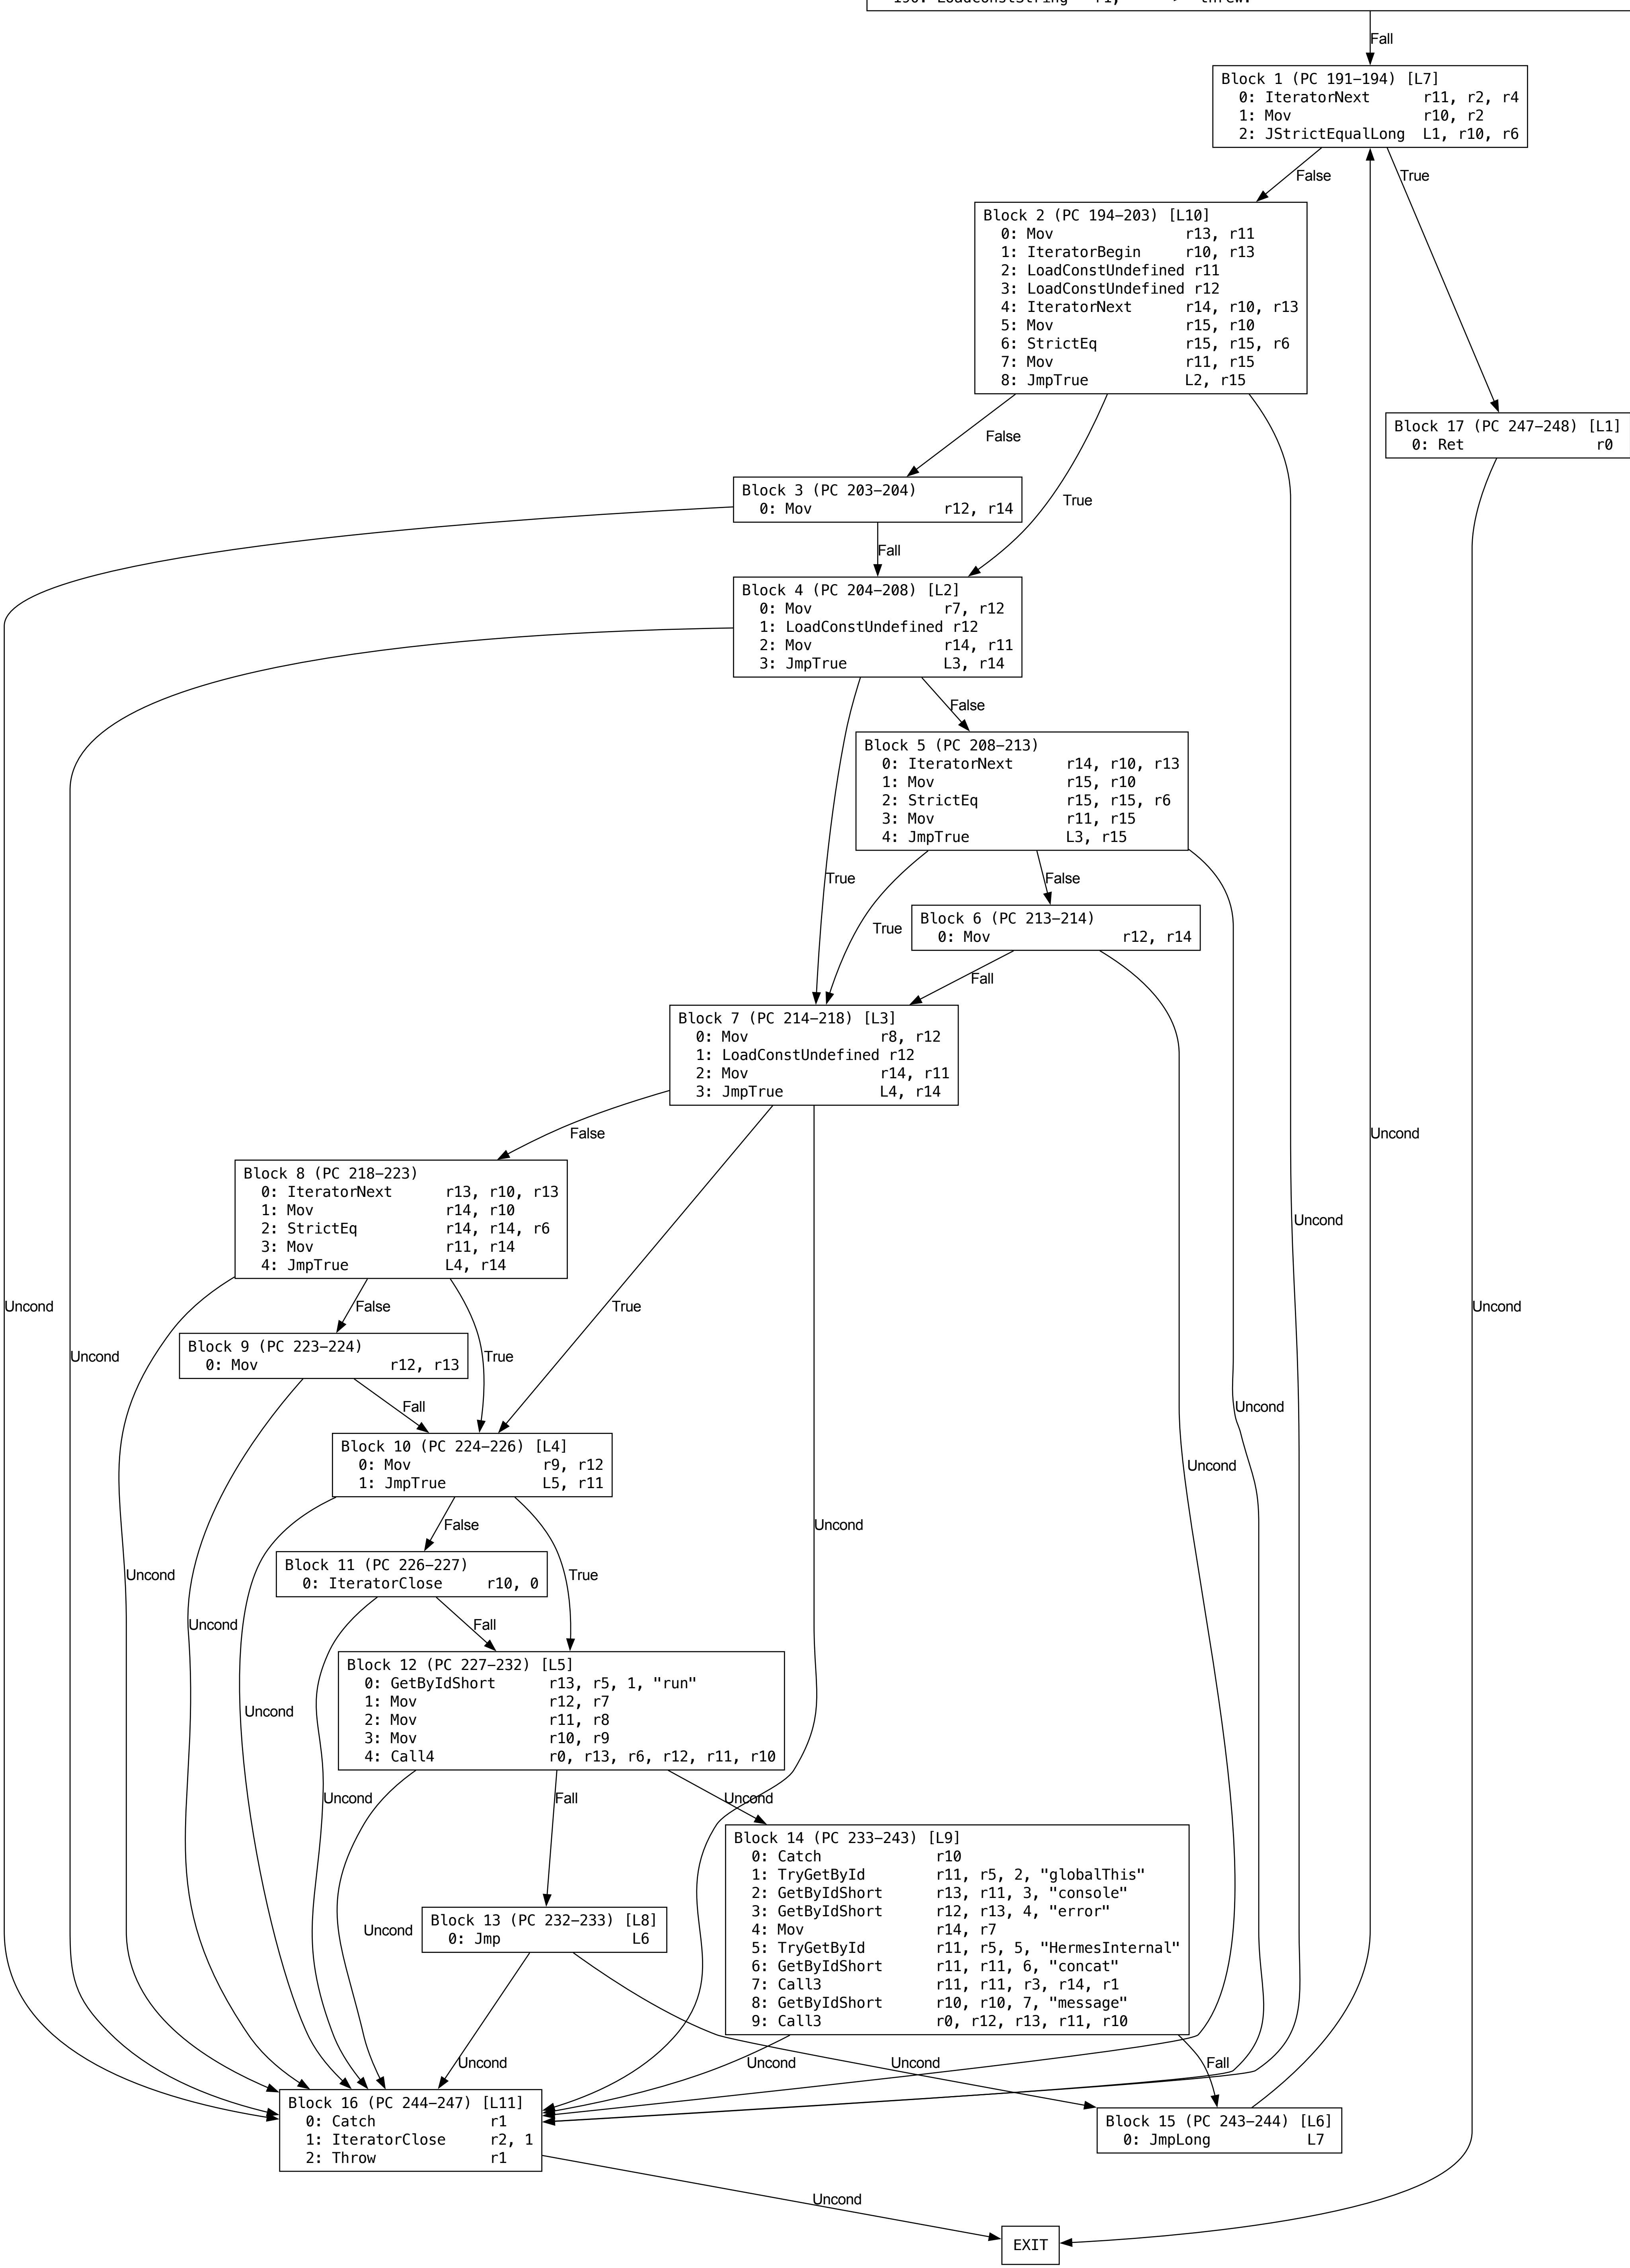 Fall
Block 1 (PC 191–194) [L7]
0: IteratorNext r11, r2, r4
1: Mov r10, r2
2: JStrictEqualLong L1, r10, r6
False
True
Block 2 (PC 194–203) [L10]
0: Mov r13, r11
1: IteratorBegin r10, r13
2: LoadConstUndefined r11
3: LoadConstUndefined r12
4: IteratorNext r14, r10, r13
5: Mov r15, r10
6: StrictEq r15, r15, r6
7: Mov r11, r15
8: JmpTrue L2, r15
Block 17 (PC 247–248) [L1]
0: Ret r0
False
True
Block 3 (PC 203–204)
0: Mov r12, r14
Fall
Block 4 (PC 204–208) [L2]
0: Mov r7, r12
1: LoadConstUndefined r12
2: Mov r14, r11
3: JmpTrue L3, r14
False
Block 5 (PC 208–213)
0: IteratorNext r14, r10, r13
1: Mov r15, r10
2: StrictEq r15, r15, r6
3: Mov r11, r15
4: JmpTrue L3, r15
True
False
True
Block 6 (PC 213–214)
0: Mov r12, r14
Fall
Block 7 (PC 214–218) [L3]
0: Mov r8, r12
1: LoadConstUndefined r12
2: Mov r14, r11
3: JmpTrue L4, r14
False
Uncond
Block 8 (PC 218–223)
0: IteratorNext r13, r10, r13
1: Mov r14, r10
2: StrictEq r14, r14, r6
3: Mov r11, r14
4: JmpTrue L4, r14
Uncond
Uncond
False
True
Uncond
Block 9 (PC 223–224)
0: Mov r12, r13
Uncond
True
Fall
Uncond
Block 10 (PC 224–226) [L4]
0: Mov r9, r12
1: JmpTrue L5, r11
Uncond
False
Uncond
Block 11 (PC 226–227)
0: IteratorClose r10, 0
Uncond
True
Uncond
Fall
Block 12 (PC 227–232) [L5]
0: GetByIdShort r13, r5, 1, "run"
1: Mov r12, r7
2: Mov r11, r8
3: Mov r10, r9
4: Call4 r0, r13, r6, r12, r11, r10
Uncond
Uncond
Fall
Uncond
Block 14 (PC 233–243) [L9]
0: Catch r10
1: TryGetById r11, r5, 2, "globalThis"
2: GetByIdShort r13, r11, 3, "console"
3: GetByIdShort r12, r13, 4, "error"
4: Mov r14, r7
5: TryGetById r11, r5, 5, "HermesInternal"
6: GetByIdShort r11, r11, 6, "concat"
7: Call3 r11, r11, r3, r14, r1
8: GetByIdShort r10, r10, 7, "message"
9: Call3 r0, r12, r13, r11, r10
Uncond
Block 13 (PC 232–233) [L8]
0: Jmp L6
Uncond
Uncond
Uncond
Fall
Block 16 (PC 244–247) [L11]
0: Catch r1
1: IteratorClose r2, 1
2: Throw r1
Block 15 (PC 243–244) [L6]
0: JmpLong L7
Uncond
EXIT